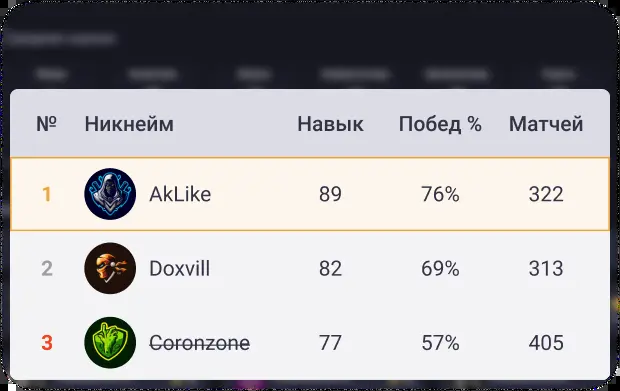 № Никнейм Навык Побед % Матчей
1 AkLike 89 76% 322
2 Doxvill 82 69% 313
3 Coronzone 77 57% 405